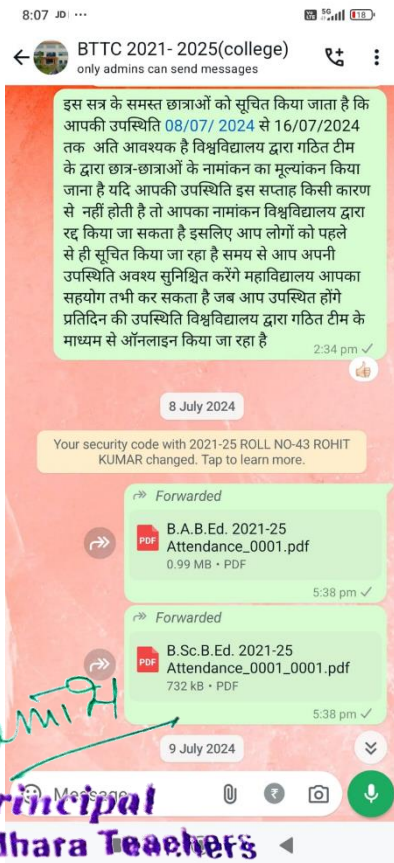 8:07 JD ...
5G 18
BTTC 2021- 2025(college)
only admins can send messages
इस सत्र के समस्त छात्राओं को सूचित किया जाता है कि
आपकी उपस्थिति 08/07/ 2024 से 16/07/2024
तक अति आवश्यक है विश्वविद्यालय द्वारा गठित टीम
के द्वारा छात्र-छात्राओं के नामांकन का मूल्यांकन किया
जाना है यदि आपकी उपस्थिति इस सप्ताह किसी कारण
से नहीं होती है तो आपका नामांकन विश्वविद्यालय द्वारा
रद्द किया जा सकता है इसलिए आप लोगों को पहले
से ही सूचित किया जा रहा है समय से आप अपनी
उपस्थिति अवश्य सुनिश्चित करेंगे महाविद्यालय आपका
सहयोग तभी कर सकता है जब आप उपस्थित होंगे
प्रतिदिन की उपस्थिति विश्वविद्यालय द्वारा गठित टीम के
माध्यम से ऑनलाइन किया जा रहा है
2:34 pm
8 July 2024
Your security code with 2021-25 ROLL NO-43 ROHIT
KUMAR changed. Tap to learn more.
Forwarded
PDF
B.A.B.Ed. 2021-25
Attendance_0001.pdf
0.99 MB • PDF
5:38 pm
Forwarded
PDF
B.Sc.B.Ed. 2021-25
Attendance_0001_0001.pdf
732 kB • PDF
5:38 pm
9 July 2024
Message
rincipal
dhara Teachers